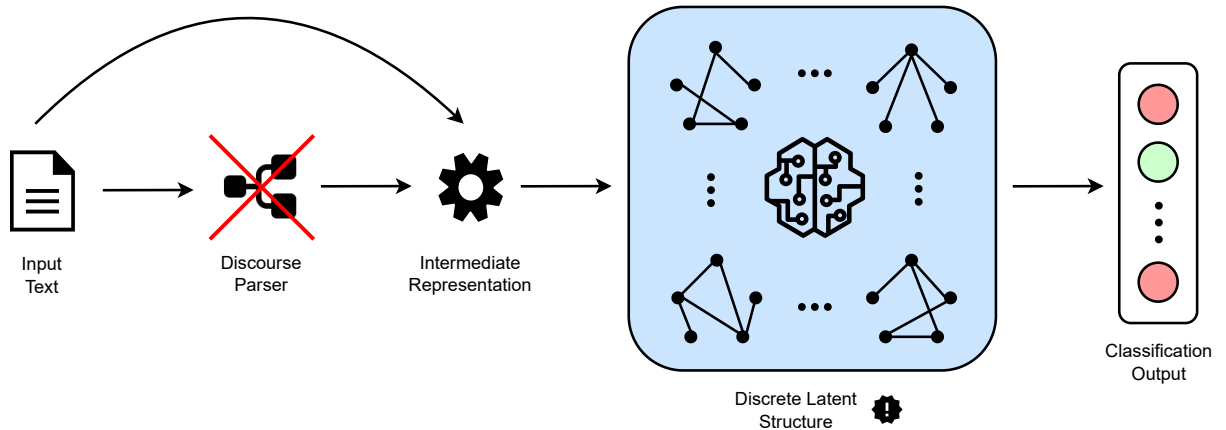 Input
Text
Discourse
Parser
Intermediate
Representation
Discrete Latent
Structure
!
Classification
Output